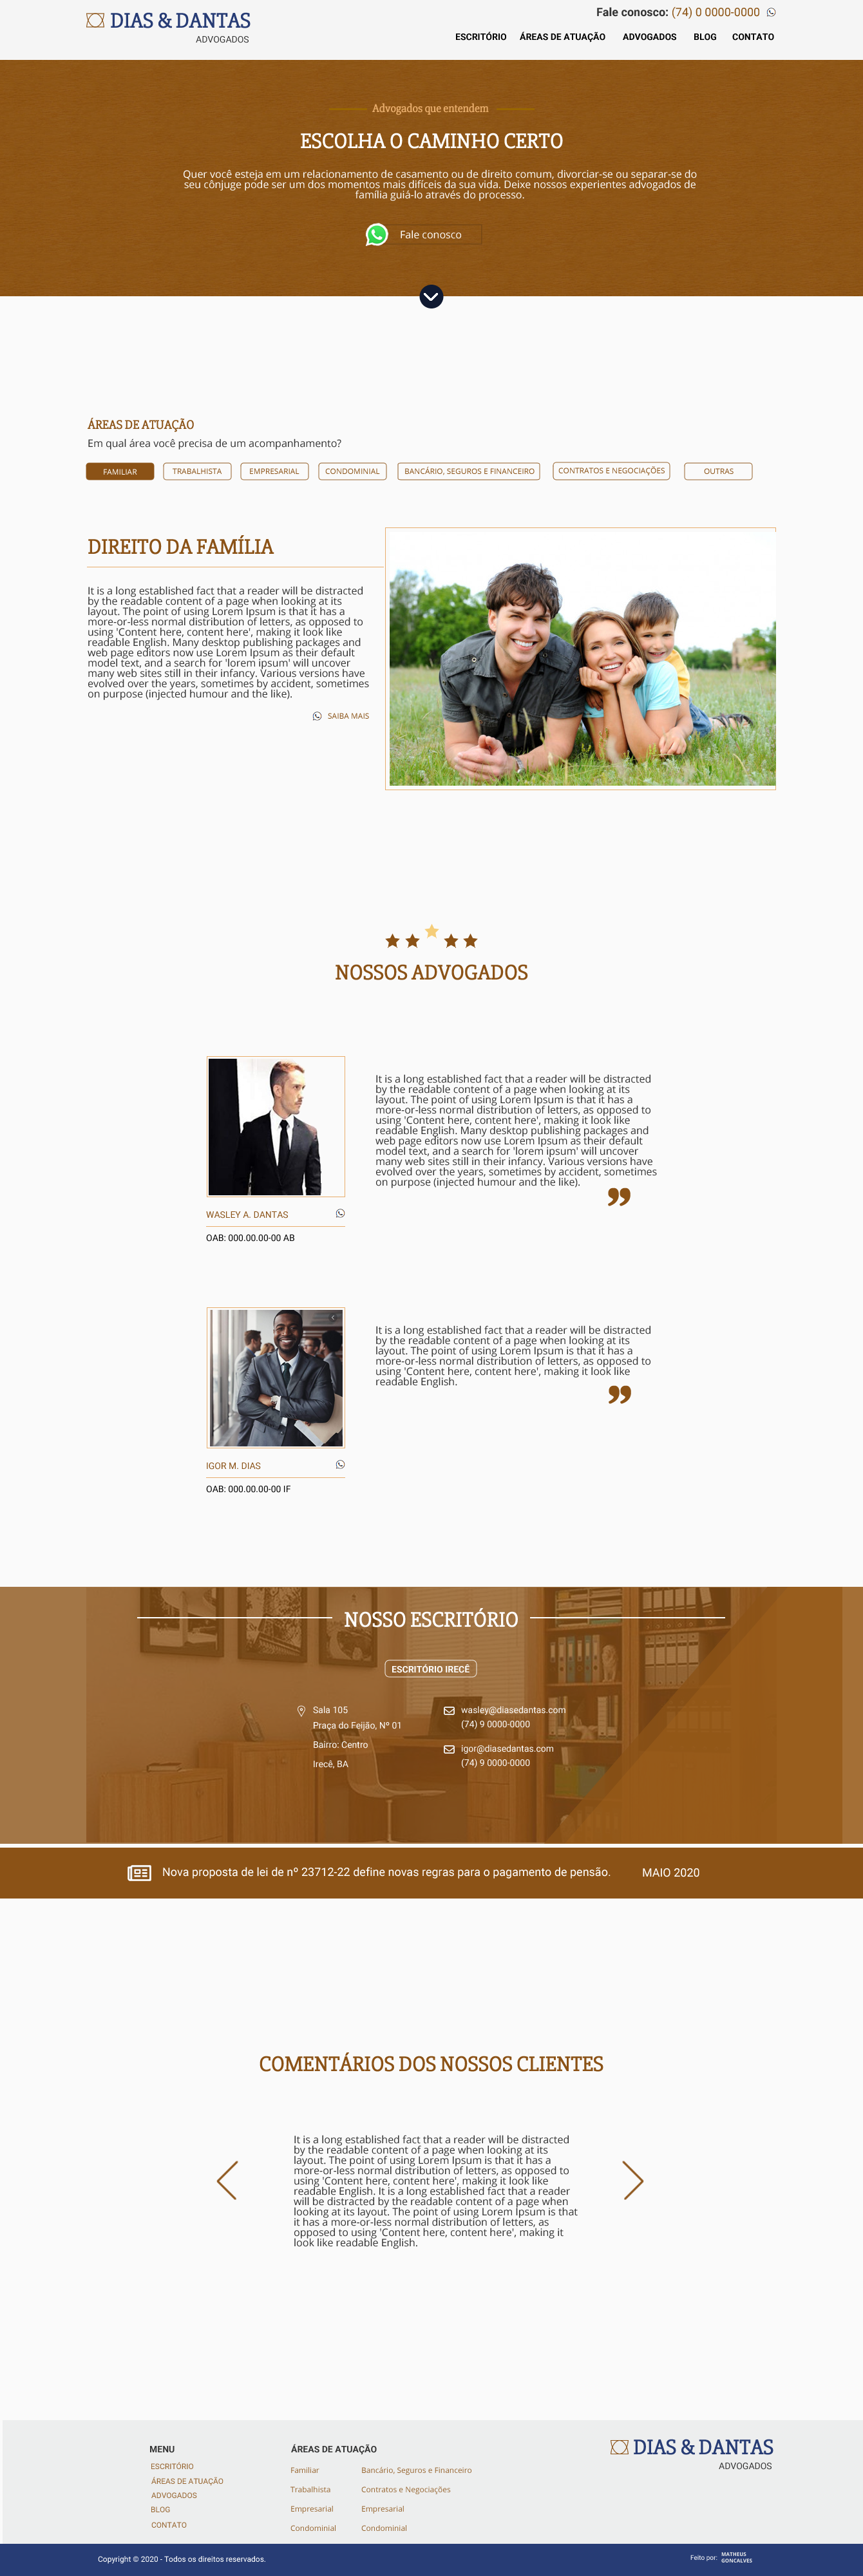 DIAS & DANTAS
ADVOGADOS
Fale conosco: (74) 0 0000-0000
ESCRITÓRIO ÁREAS DE ATUAÇÃO ADVOGADOS BLOG CONTATO
Advogados que entendem
ESCOLHA O CAMINHO CERTO
Quer você esteja em um relacionamento de casamento ou de direito comum, divorciar-se ou separar-se do
seu cônjuge pode ser um dos momentos mais difíceis da sua vida. Deixe nossos experientes advogados de
família guiá-lo através do processo.
Fale conosco
ÁREAS DE ATUAÇÃO
Em qual área você precisa de um acompanhamento?
FAMILIAR TRABALHISTA EMPRESARIAL CONDOMINIAL BANCÁRIO, SEGUROS E FINANCEIRO CONTRATOS E NEGOCIAÇÕES OUTRAS
DIREITO DA FAMÍLIA
It is a long established fact that a reader will be distracted
by the readable content of a page when looking at its
layout. The point of using Lorem Ipsum is that it has a
more-or-less normal distribution of letters, as opposed to
using 'Content here, content here', making it look like
readable English. Many desktop publishing packages and
web page editors now use Lorem Ipsum as their default
model text, and a search for 'lorem ipsum' will uncover
many web sites still in their infancy. Various versions have
evolved over the years, sometimes by accident, sometimes
on purpose (injected humour and the like).
SAIBA MAIS
NOSSOS ADVOGADOS
It is a long established fact that a reader will be distracted
by the readable content of a page when looking at its
layout. The point of using Lorem Ipsum is that it has a
more-or-less normal distribution of letters, as opposed to
using 'Content here, content here', making it look like
readable English. Many desktop publishing packages and
web page editors now use Lorem Ipsum as their default
model text, and a search for 'lorem ipsum' will uncover
many web sites still in their infancy. Various versions have
evolved over the years, sometimes by accident, sometimes
on purpose (injected humour and the like).
WASLEY A. DANTAS
OAB: 000.00.00-00 AB
It is a long established fact that a reader will be distracted
by the readable content of a page when looking at its
layout. The point of using Lorem Ipsum is that it has a
more-or-less normal distribution of letters, as opposed to
using 'Content here, content here', making it look like
readable English.
IGOR M. DIAS
OAB: 000.00.00-00 IF
NOSSO ESCRITÓRIO
ESCRITÓRIO IRECÊ
Sala 105
Praça do Feijão, Nº 01
Bairro: Centro
Irecê, BA
wasley@diasedantas.com
(74) 9 0000-0000
igor@diasedantas.com
(74) 9 0000-0000
Nova proposta de lei de nº 23712-22 define novas regras para o pagamento de pensão. MAIO 2020
COMENTÁRIOS DOS NOSSOS CLIENTES
It is a long established fact that a reader will be distracted
by the readable content of a page when looking at its
layout. The point of using Lorem Ipsum is that it has a
more-or-less normal distribution of letters, as opposed to
using 'Content here, content here', making it look like
readable English. It is a long established fact that a reader
will be distracted by the readable content of a page when
looking at its layout. The point of using Lorem Ipsum is that
it has a more-or-less normal distribution of letters, as
opposed to using 'Content here, content here', making it
look like readable English.
MENU
ESCRITÓRIO
ÁREAS DE ATUAÇÃO
ADVOGADOS
BLOG
CONTATO
ÁREAS DE ATUAÇÃO
Familiar Bancário, Seguros e Financeiro
Trabalhista Contratos e Negociações
Empresarial Empresarial
Condominial Condominial
DIAS & DANTAS
ADVOGADOS
Copyright © 2020 - Todos os direitos reservados.
Feito por: MATHEUS
GONCALVES